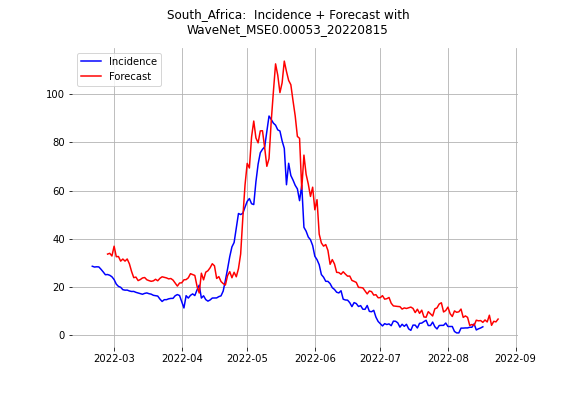 South_Africa:  Incidence + Forecast with
WaveNet_MSE0.00053_20220815
Incidence
Forecast
100
80
60
40
20
0
2022-03 2022-04 2022-05 2022-06 2022-07 2022-08 2022-09